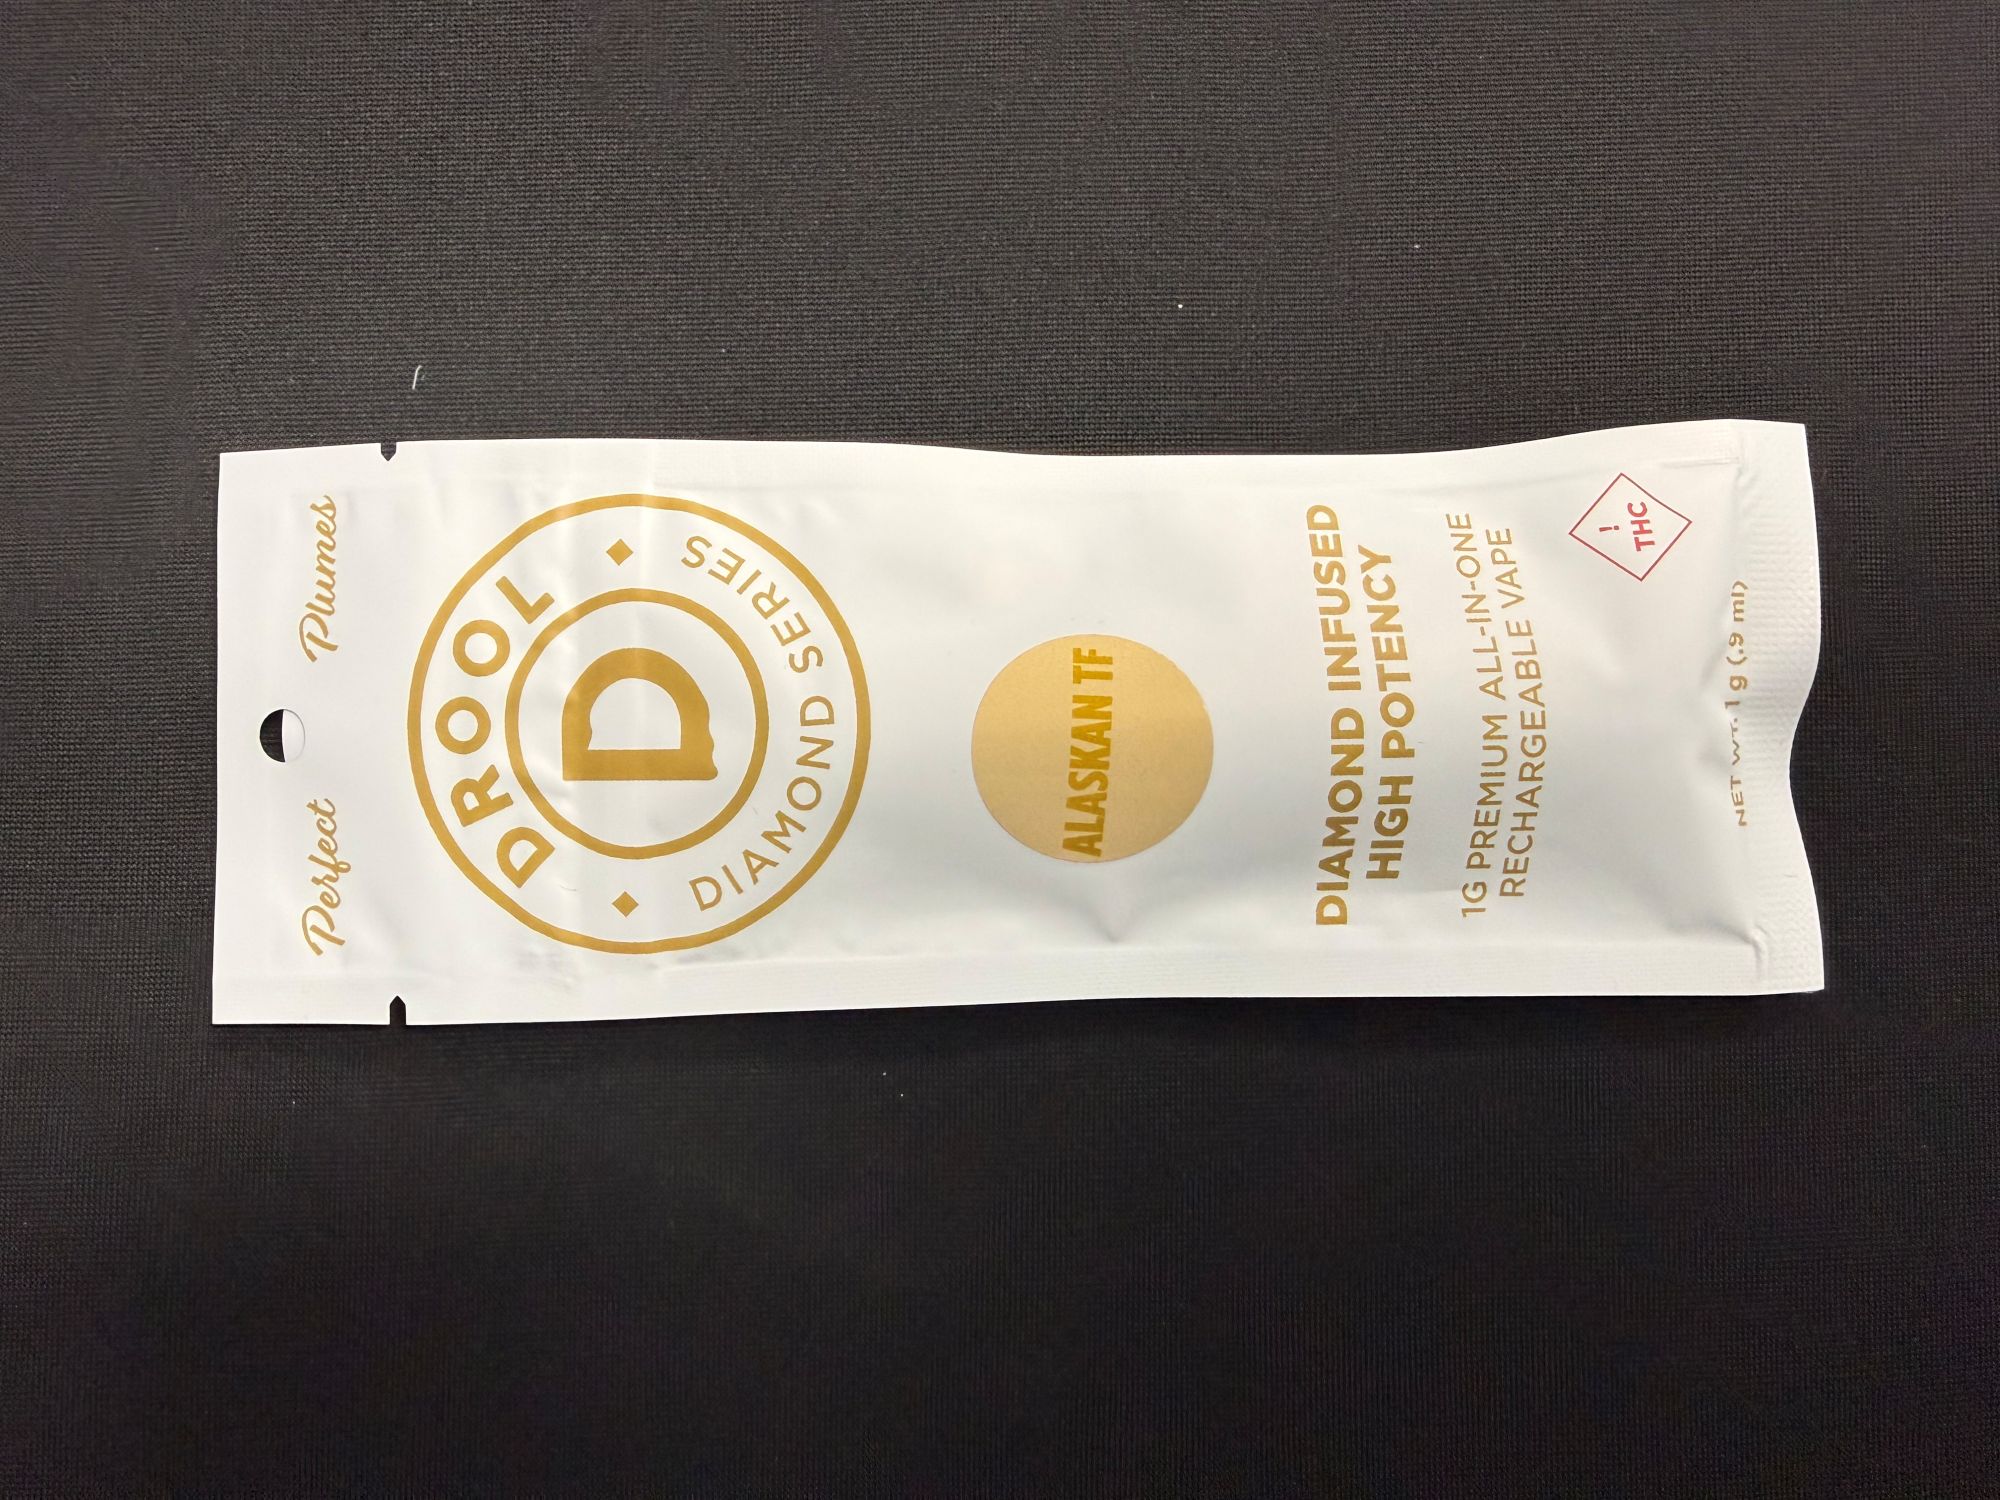 Perfect Plumes
DROOL
D
DIAMOND SERIES
ALASKAN TF
DIAMOND INFUSED
HIGH POTENCY
1G PREMIUM ALL-IN-ONE
RECHARGEABLE VAPE
!
THC
NET WT. 1 g (.9 ml)